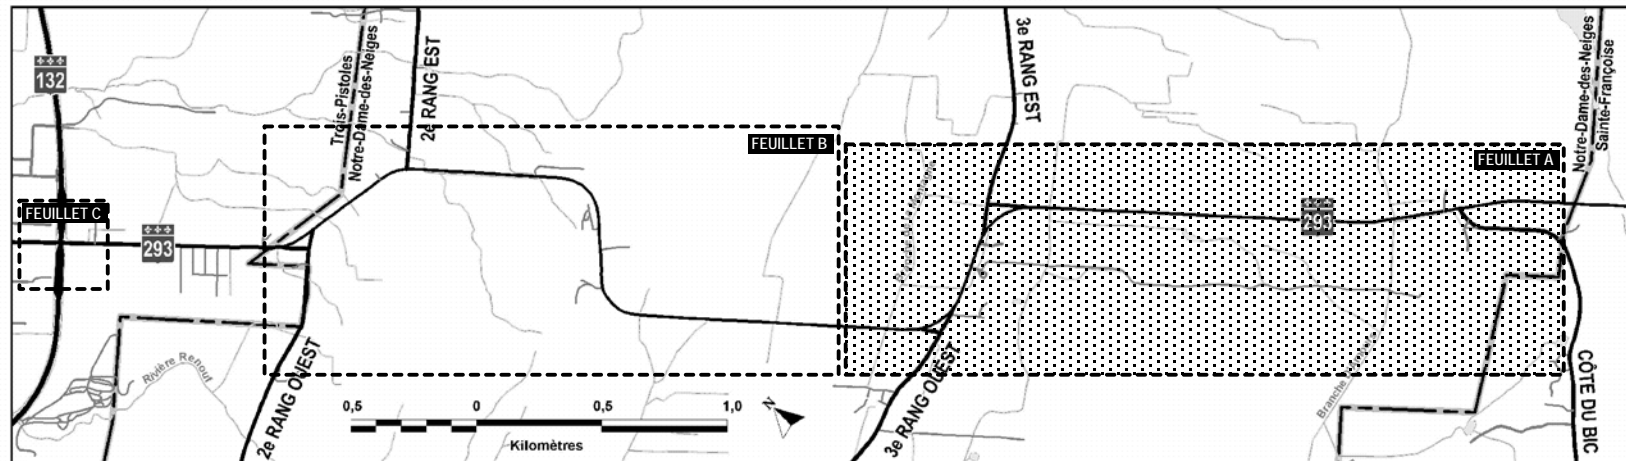 132
Trois-Pistoles
Notre-Dame-des-Neiges
2e RANG EST
3e RANG EST
Notre-Dame-des-Neiges
Sainte-Françoise
FEUILLET B
FEUILLET A
FEUILLET C
293
293
Rivière Renouf
2e RANG OUEST
3e RANG OUEST
CÔTE DU BIC
Branche
0,5
0
0,5
1,0
Kilomètres
N